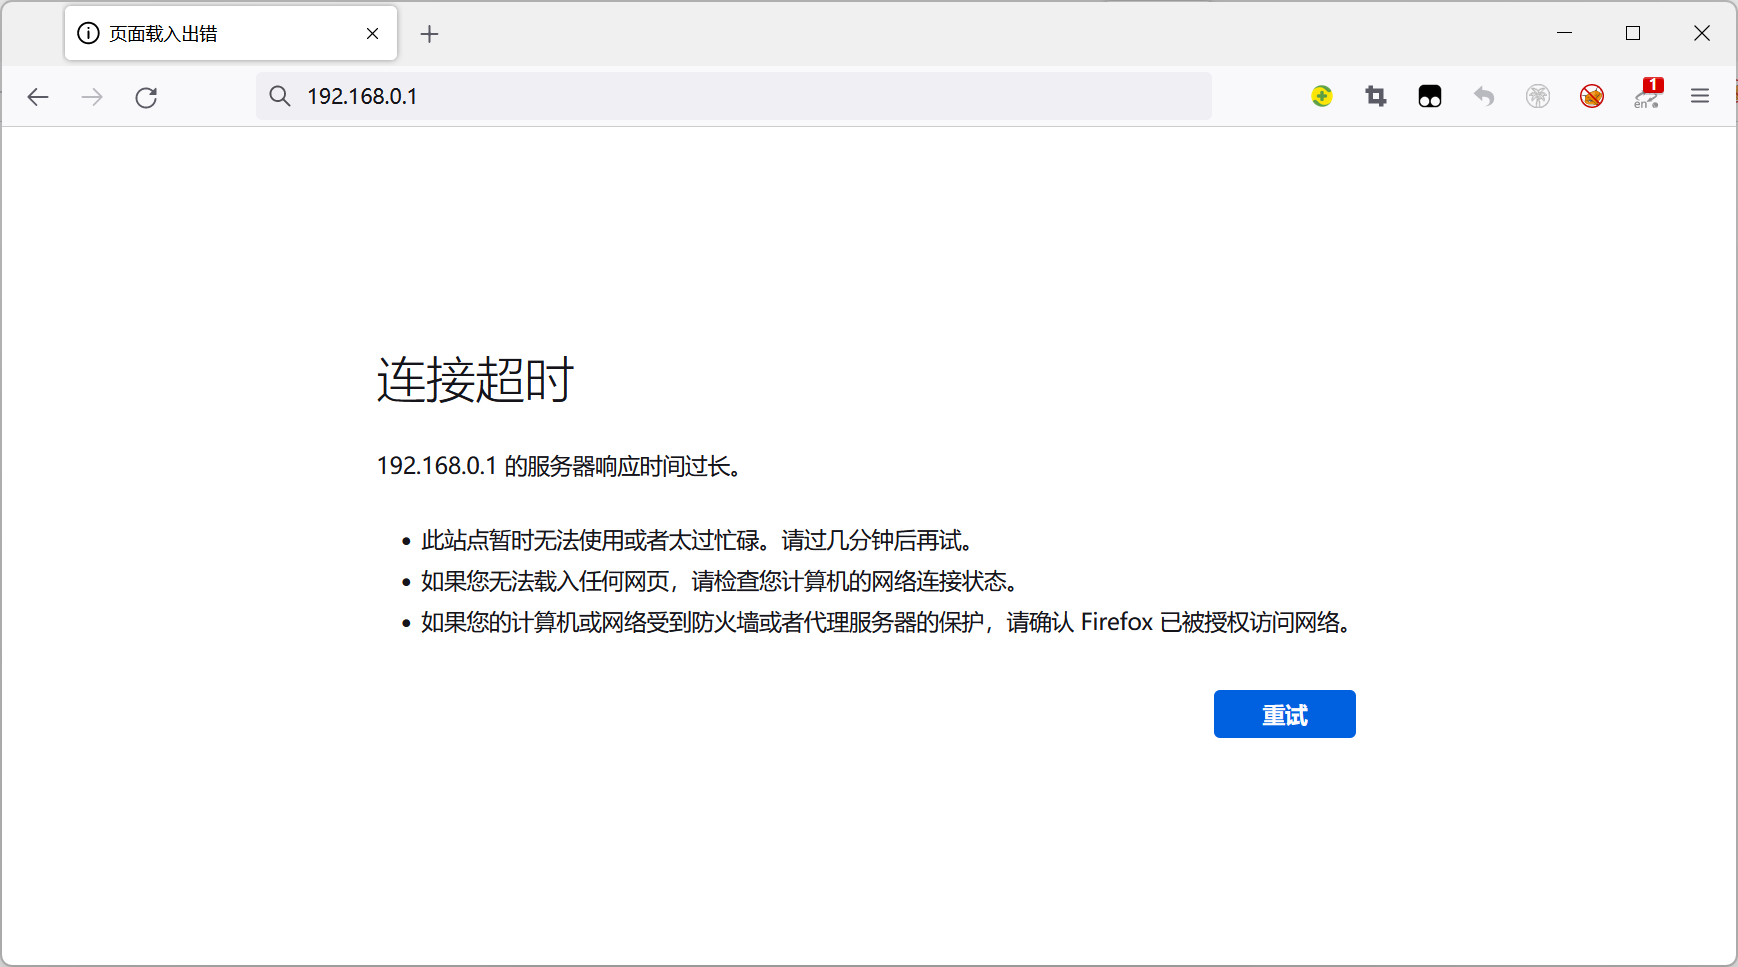 页面载入出错
192.168.0.1
1
en
连接超时
192.168.0.1 的服务器响应时间过长。
此站点暂时无法使用或者太过忙碌。请过几分钟后再试。
如果您无法载入任何网页，请检查您计算机的网络连接状态。
如果您的计算机或网络受到防火墙或者代理服务器的保护，请确认 Firefox 已被授权访问网络。
重试